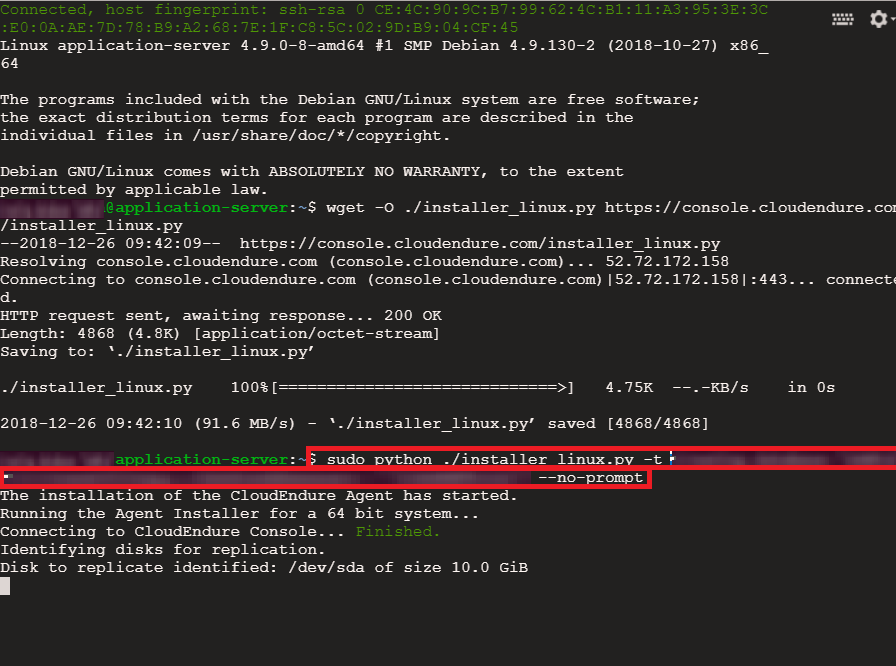 Connected, host fingerprint: ssh-rsa 0 CE:4C:90:9C:B7:99:62:4C:B1:11:A3:95:3E:3C
:E0:0A:AE:7D:78:B9:A2:68:7E:1F:C8:5C:02:9D:B9:04:CF:45
Linux application-server 4.9.0-8-amd64 #1 SMP Debian 4.9.130-2 (2018-10-27) x86_
64
The programs included with the Debian GNU/Linux system are free software;
the exact distribution terms for each program are described in the
individual files in /usr/share/doc/*/copyright.
Debian GNU/Linux comes with ABSOLUTELY NO WARRANTY, to the extent
permitted by applicable law.
@application-server:~$ wget -O ./installer_linux.py https://console.cloudendure.com
/installer_linux.py
--2018-12-26 09:42:09--  https://console.cloudendure.com/installer_linux.py
Resolving console.cloudendure.com (console.cloudendure.com)... 52.72.172.158
Connecting to console.cloudendure.com (console.cloudendure.com)|52.72.172.158|:443... connecte
d.
HTTP request sent, awaiting response... 200 OK
Length: 4868 (4.8K) [application/octet-stream]
Saving to: ‘./installer_linux.py’
./installer_linux.py    100%[=============================>]   4.75K  --.-KB/s    in 0s
2018-12-26 09:42:10 (91.6 MB/s) - ‘./installer_linux.py’ saved [4868/4868]
application-server:~$ sudo python ./installer_linux.py -t
--no-prompt
The installation of the CloudEndure Agent has started.
Running the Agent Installer for a 64 bit system...
Connecting to CloudEndure Console... Finished.
Identifying disks for replication.
Disk to replicate identified: /dev/sda of size 10.0 GiB